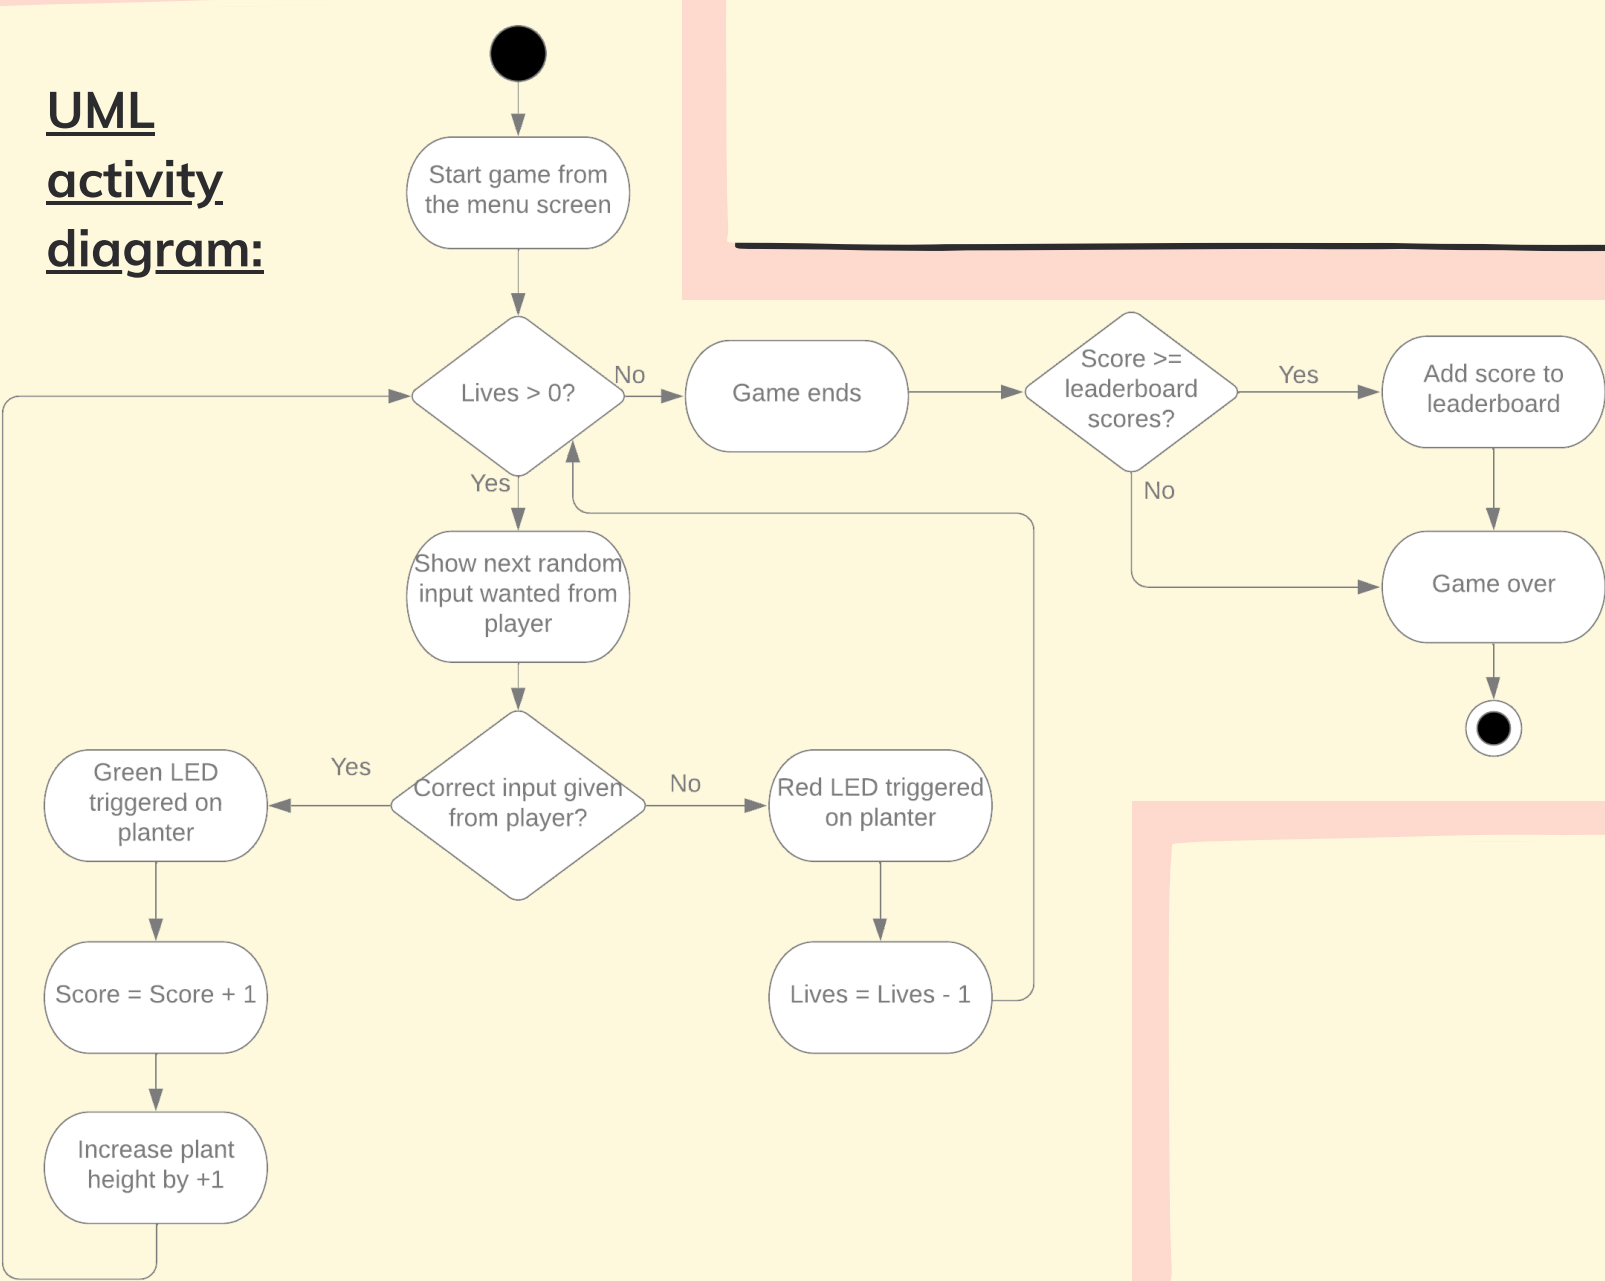 UML
activity
diagram:
Start game from
the menu screen
Lives > 0?
No
Game ends
Score >=
leaderboard
scores?
Yes
Add score to
leaderboard
No
Game over
Yes
Show next random
input wanted from
player
Correct input given
from player?
Yes
Green LED
triggered on
planter
No
Red LED triggered
on planter
Score = Score + 1
Lives = Lives - 1
Increase plant
height by +1